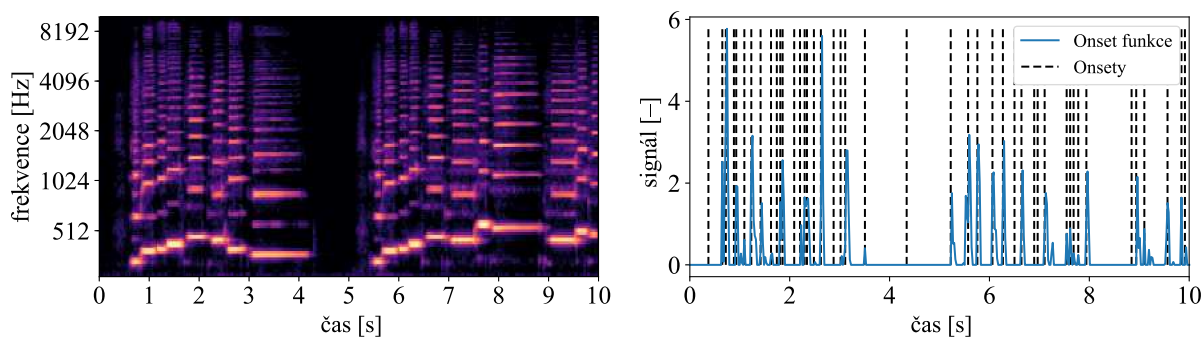 8192
4096
2048
1024
512
frekvence [Hz]
0 1 2 3 4 5 6 7 8 9 10
čas [s]
6
4
2
0
signál [–]
Onset funkce
Onsety
0 2 4 6 8 10
čas [s]